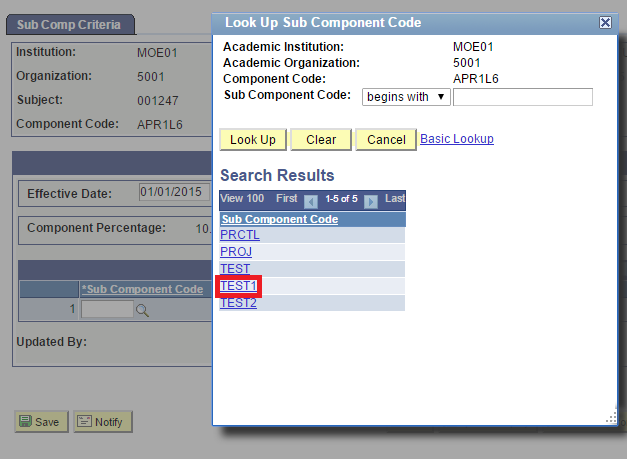 Sub Comp Criteria
Institution: MOE01
Organization: 5001
Subject: 001247
Component Code: APR1L6
Effective Date: 01/01/2015
Component Percentage: 10.
*Sub Component Code
1
Updated By:
Save Notify
Look Up Sub Component Code
Academic Institution: MOE01
Academic Organization: 5001
Component Code: APR1L6
Sub Component Code: begins with
Look Up Clear Cancel Basic Lookup
Search Results
View 100 First 1-5 of 5 Last
Sub Component Code
PRCTL
PROJ
TEST
TEST1
TEST2